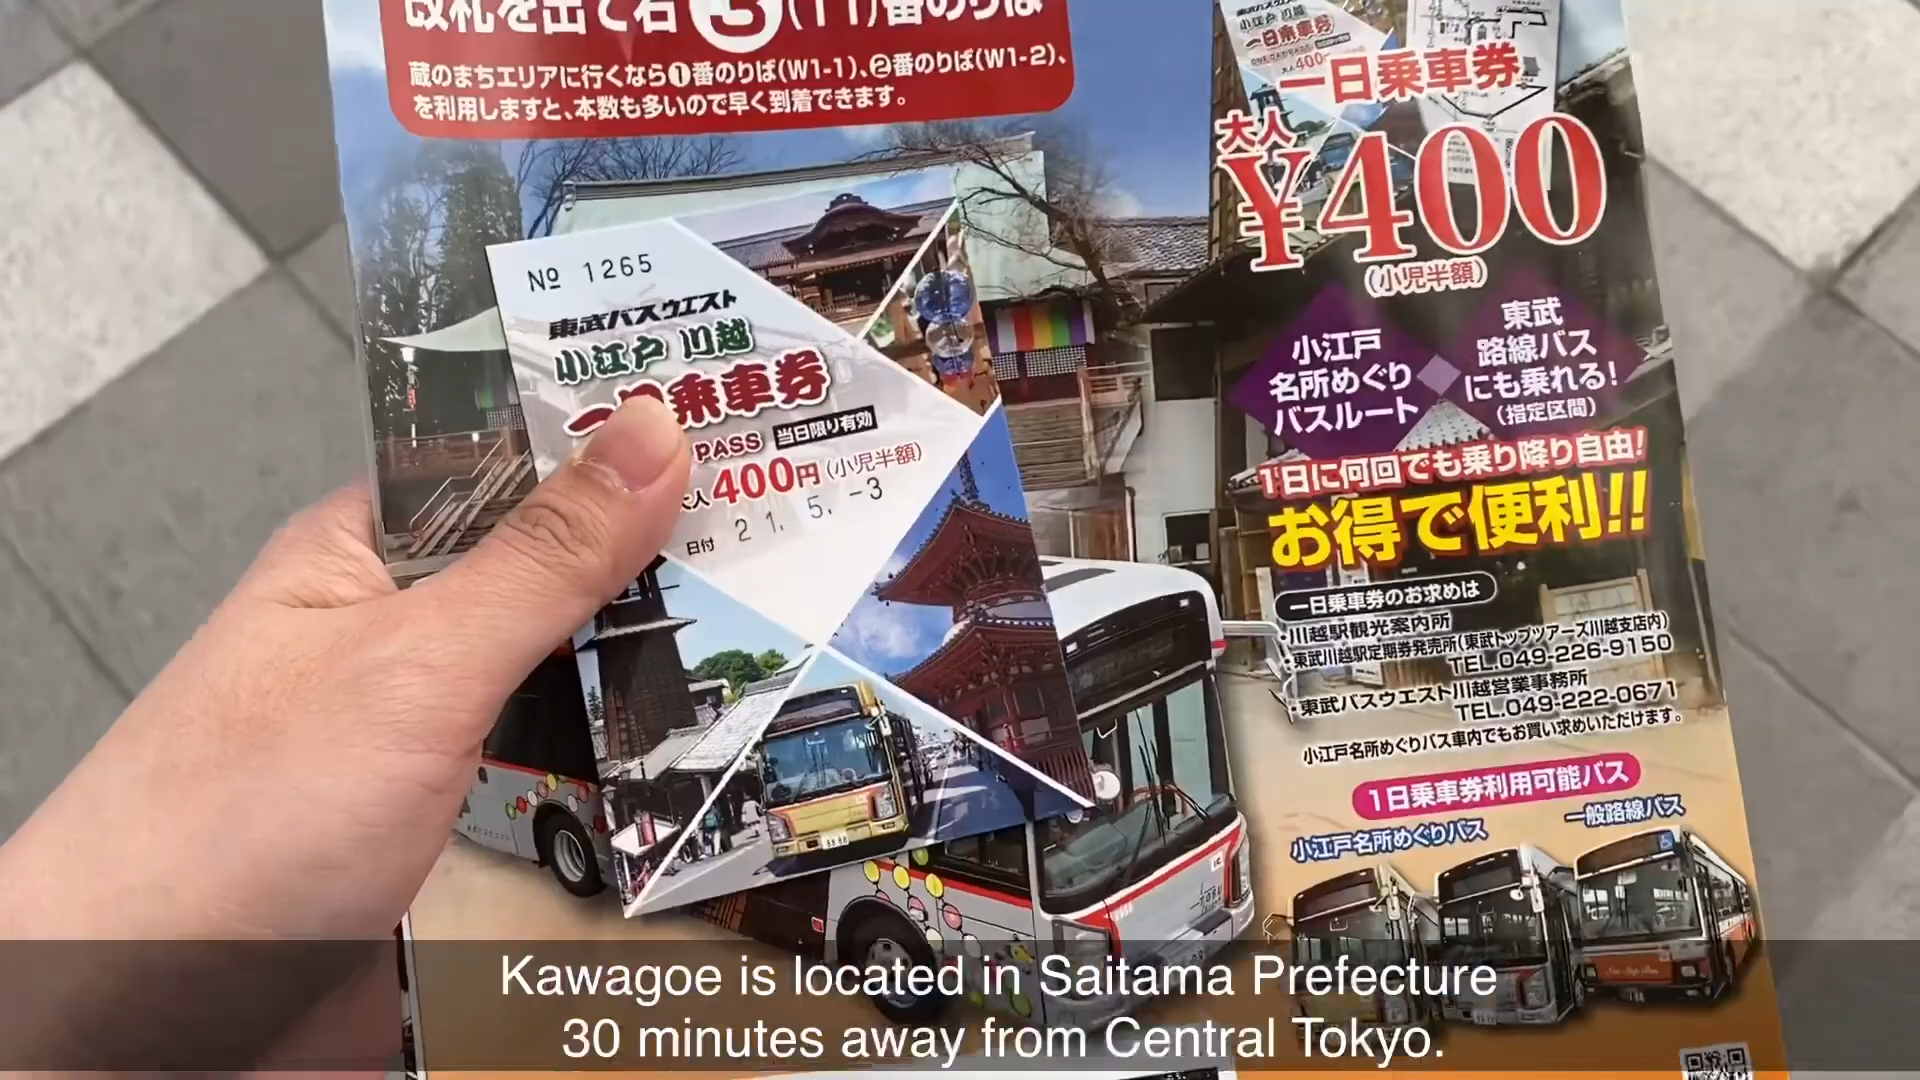 改札を出て右③(11)番のりば
蔵のまちエリアに行くなら❶番のりば(W1-1)、❷番のりば(W1-2)、
を利用しますと、本数も多いので早く到着できます。
一日乗車券
大人
¥400
(小児半額)
小江戸
名所めぐり
バスルート
東武
路線バス
にも乗れる!
(指定区間)
1日に何回でも乗り降り自由!
お得で便利!!
一日乗車券のお求めは
・川越駅観光案内所
・東武川越駅定期券発売所(東武トップツアーズ川越支店内)
TEL.049-226-9150
・東武バスウエスト川越営業事務所
TEL.049-222-0671
小江戸名所めぐりバス車内でもお買い求めいただけます。
1日乗車券利用可能バス
小江戸名所めぐりバス
一般路線バス
№ 1265
東武バスウエスト
小江戸 川越
一日乗車券
PASS 当日限り有効
大人 400円(小児半額)
日付 21. 5. -3
Kawagoe is located in Saitama Prefecture
30 minutes away from Central Tokyo.